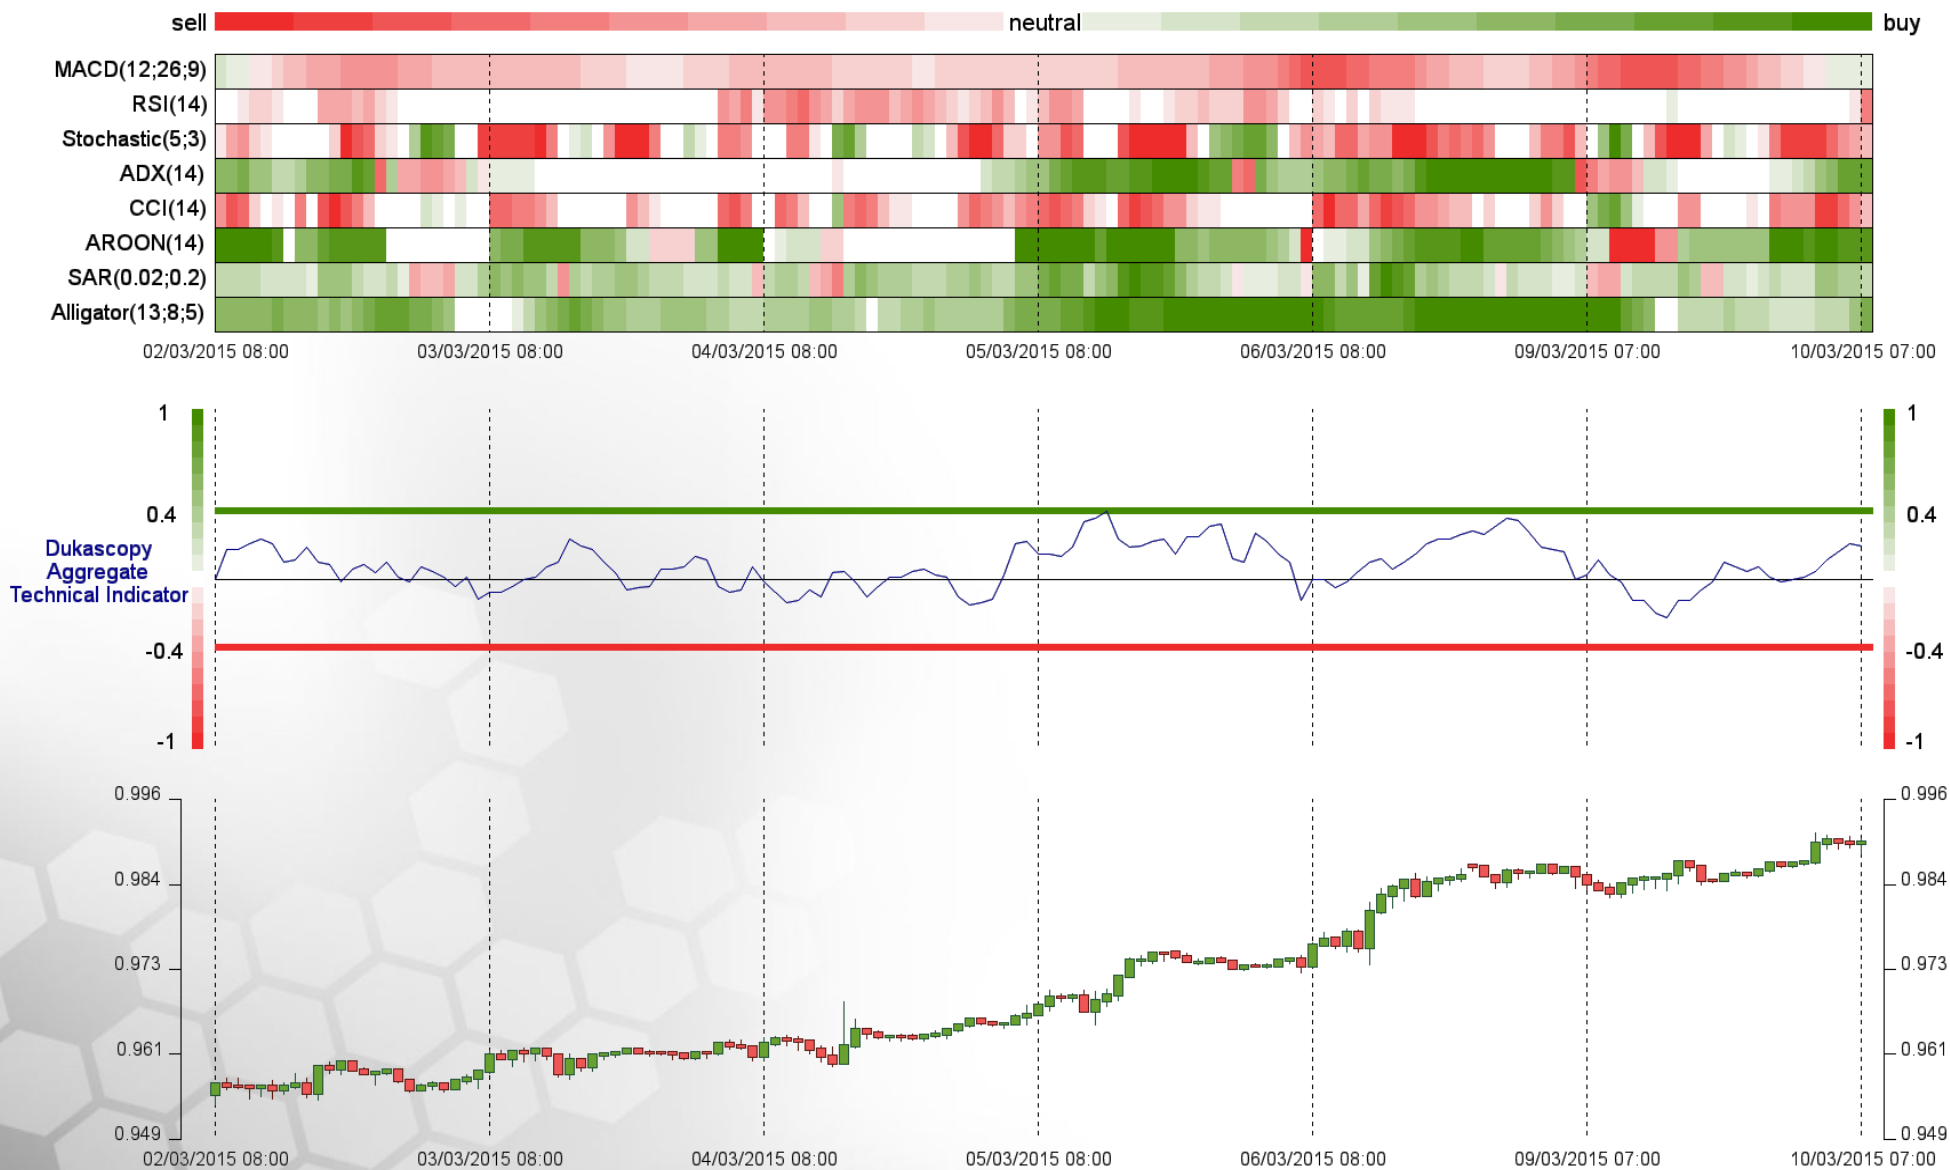 sell neutral buy
MACD(12;26;9)
RSI(14)
Stochastic(5;3)
ADX(14)
CCI(14)
AROON(14)
SAR(0.02;0.2)
Alligator(13;8;5)
02/03/2015 08:00 03/03/2015 08:00 04/03/2015 08:00 05/03/2015 08:00 06/03/2015 08:00 09/03/2015 07:00 10/03/2015 07:00
1 1
0.4 0.4
Dukascopy
Aggregate
Technical Indicator
-0.4 -0.4
-1 -1
0.996 0.996
0.984 0.984
0.973 0.973
0.961 0.961
0.949 0.949
02/03/2015 08:00 03/03/2015 08:00 04/03/2015 08:00 05/03/2015 08:00 06/03/2015 08:00 09/03/2015 07:00 10/03/2015 07:00